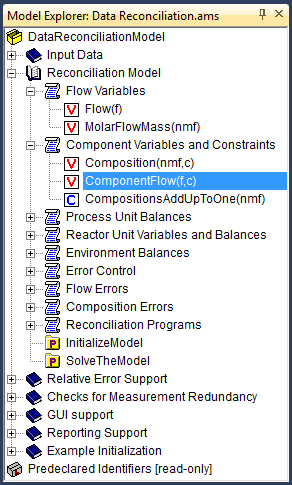 Model Explorer: Data Reconciliation.ams
DataReconciliationModel
Input Data
Reconciliation Model
Flow Variables
V Flow(f)
V MolarFlowMass(nmf)
Component Variables and Constraints
V Composition(nmf,c)
V ComponentFlow(f,c)
C CompositionsAddUpToOne(nmf)
Process Unit Balances
Reactor Unit Variables and Balances
Environment Balances
Error Control
Flow Errors
Composition Errors
Reconciliation Programs
P InitializeModel
P SolveTheModel
Relative Error Support
Checks for Measurement Redundancy
GUI support
Reporting Support
Example Initialization
Predeclared Identifiers [read-only]